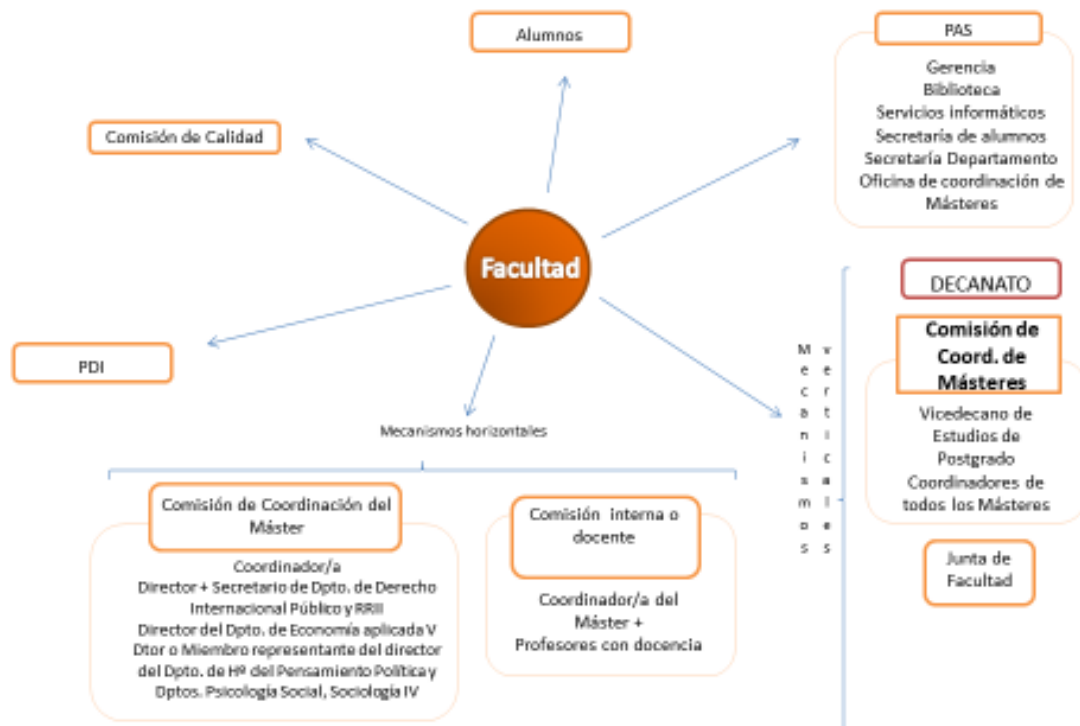 Alumnos
PAS
Gerencia
Biblioteca
Servicios informáticos
Secretaría de alumnos
Secretaría Departamento
Oficina de coordinación de
Másteres
Comisión de Calidad
Facultad
PDI
DECANATO
Comisión de
Coord. de
Másteres
Vicedecano de
Estudios de
Postgrado
Coordinadores de
todos los Másteres
Junta de
Facultad
Mecanismos
verticales
Mecanismos horizontales
Comisión de Coordinación del
Máster
Coordinador/a
Director + Secretario de Dpto. de Derecho
Internacional Público y RRII
Director del Dpto. de Economía aplicada V
Dtor o Miembro representante del director
del Dpto. de Hº del Pensamiento Política y
Dptos. Psicología Social, Sociología IV
Comisión interna o
docente
Coordinador/a del
Máster +
Profesores con docencia